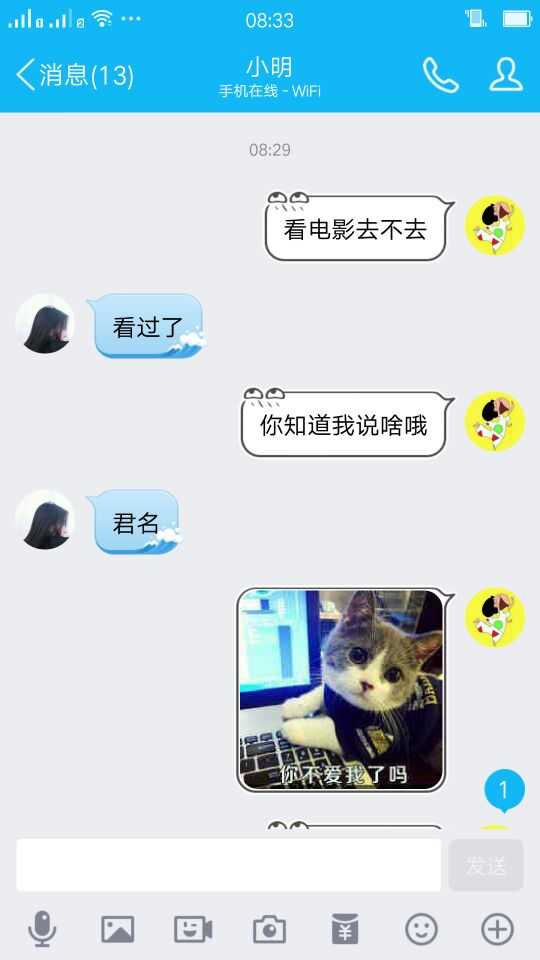 08:33
消息(13)
小明
手机在线 - WiFi
08:29
看电影去不去
看过了
你知道我说啥哦
君名
你不爱我了吗
1
发送